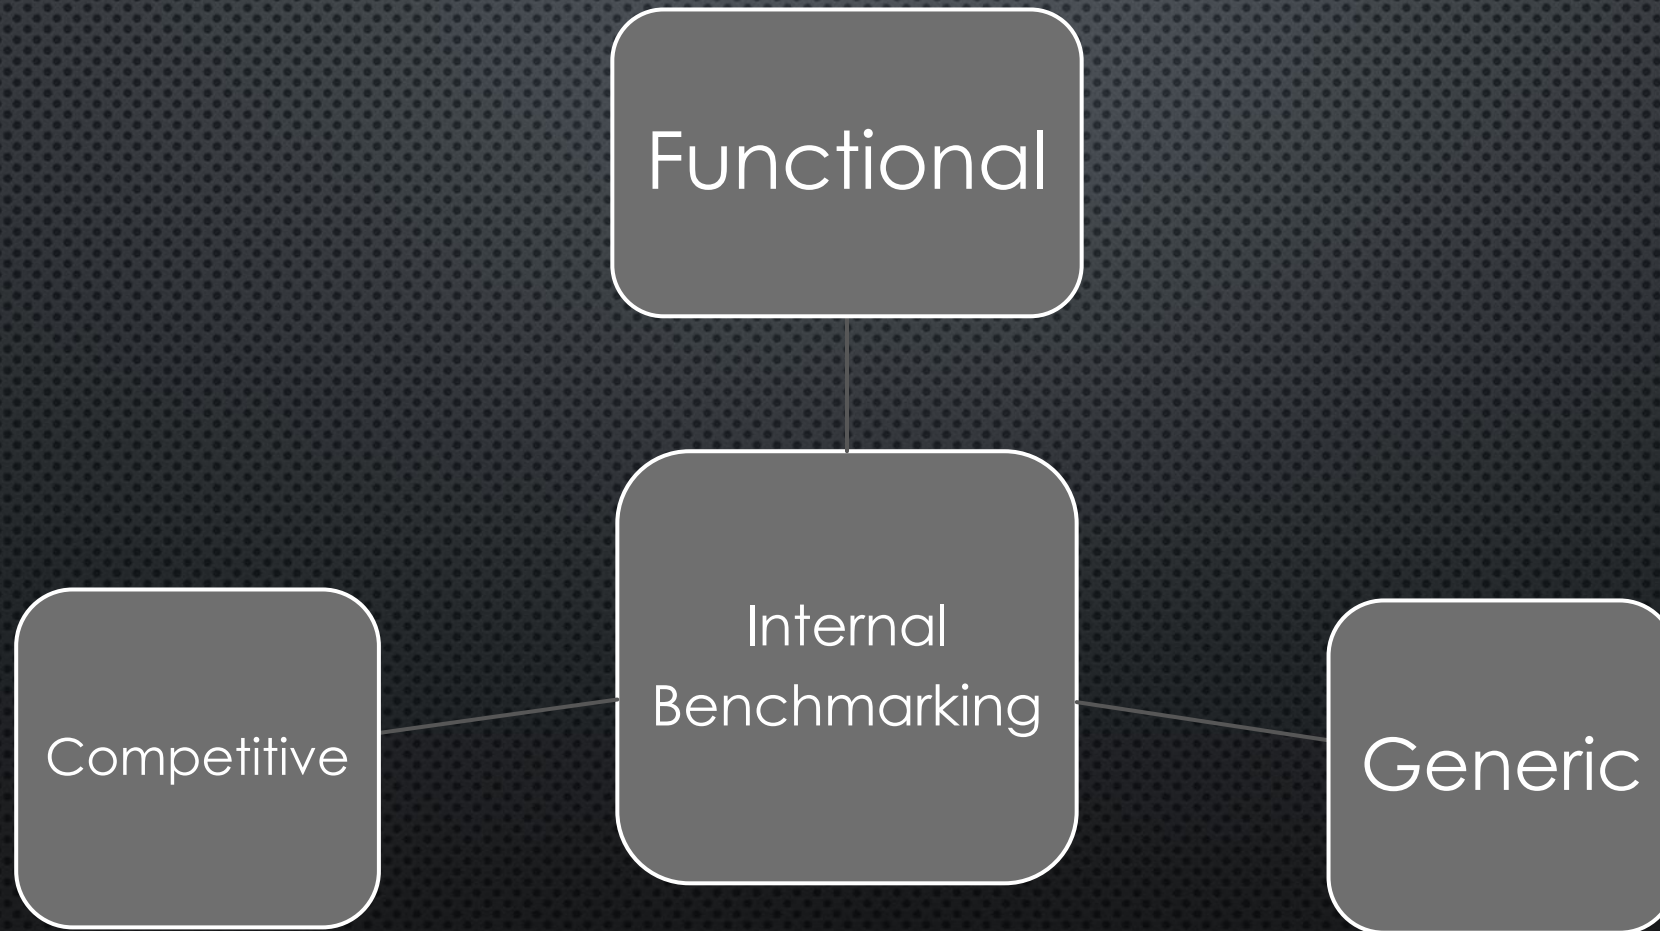 Functional
Internal
Benchmarking
Competitive
Generic